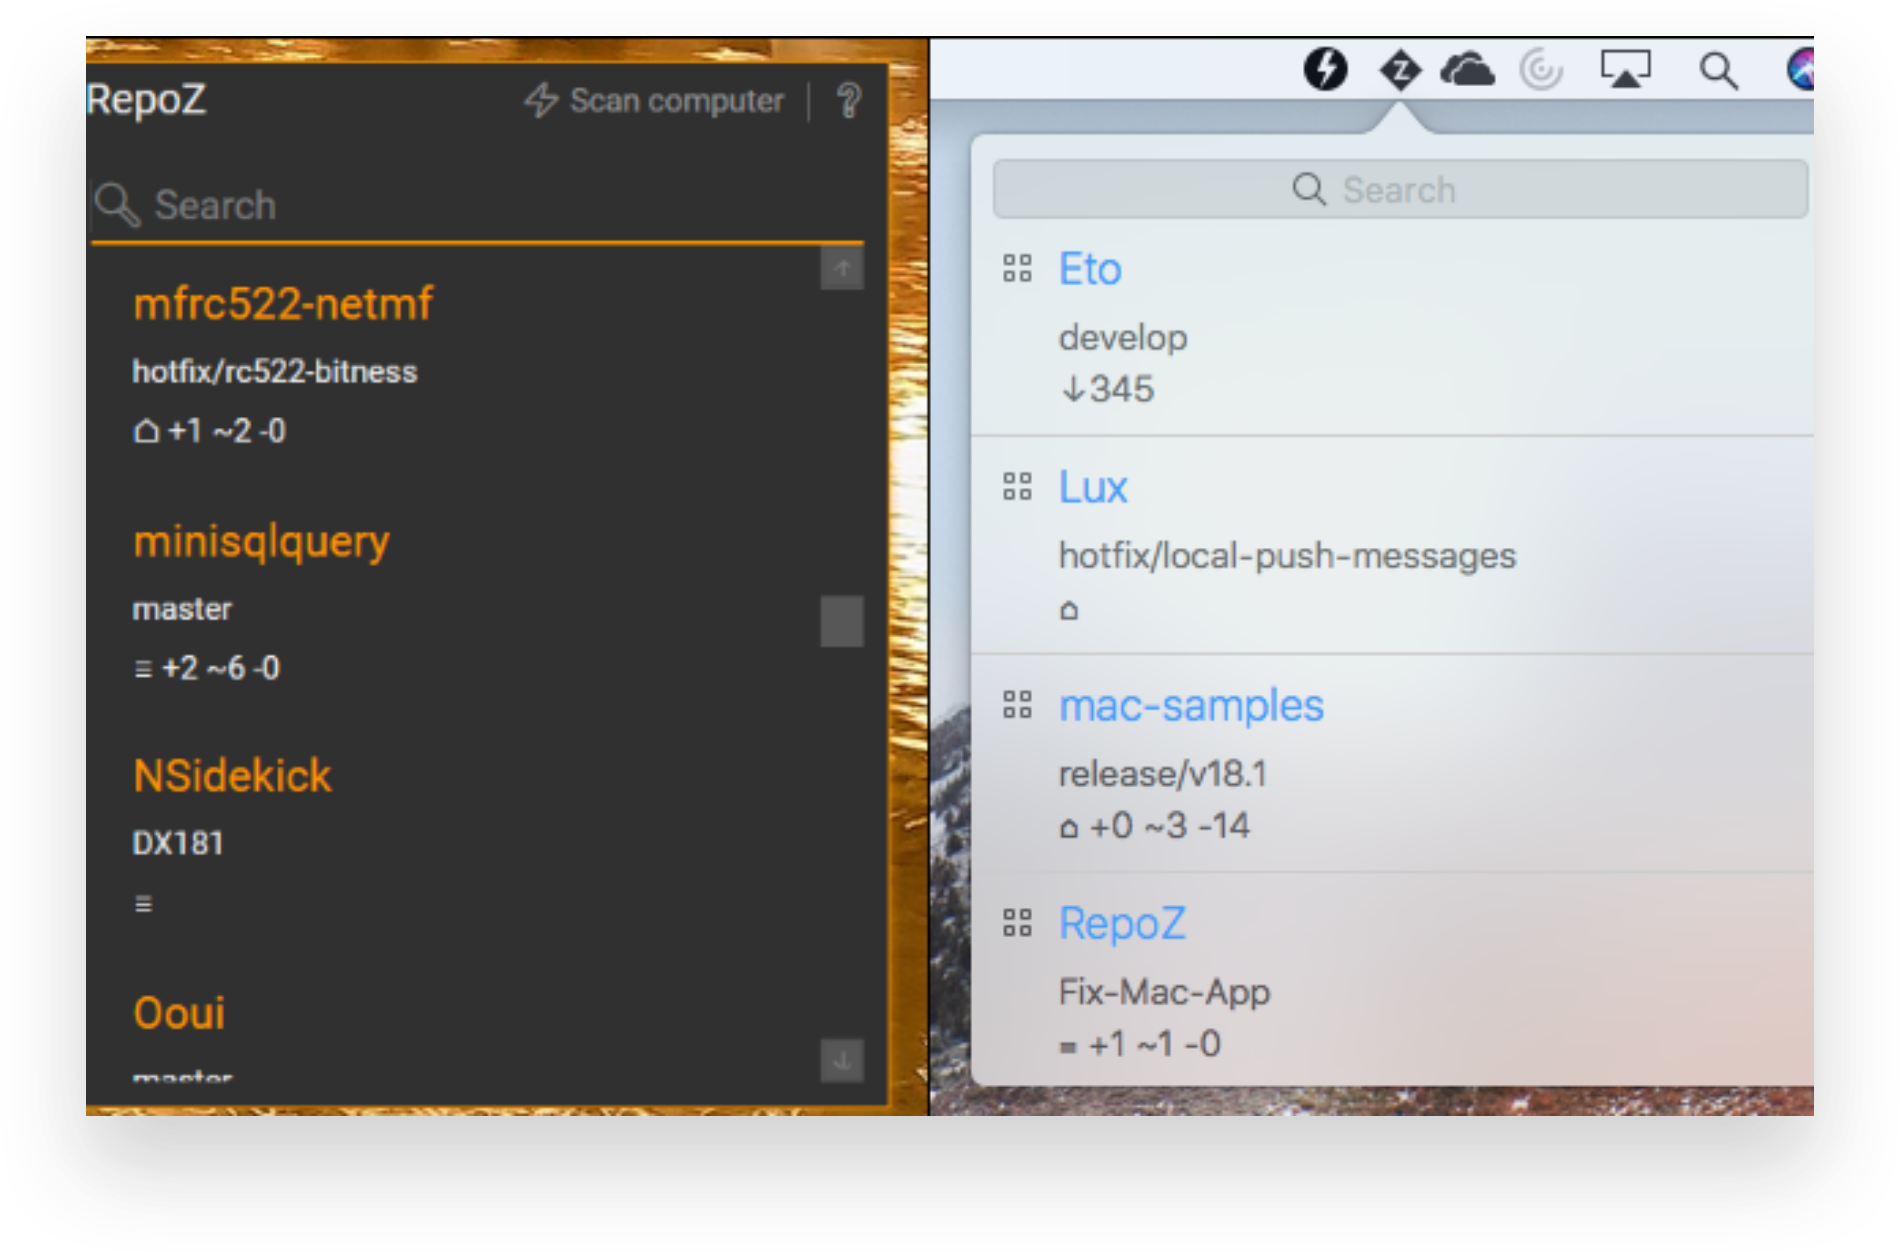 RepoZ
Scan computer
?
Search
mfrc522-netmf
hotfix/rc522-bitness
⌂ +1 ~2 -0
minisqlquery
master
≡ +2 ~6 -0
NSidekick
DX181
≡
Ooui
master
Z
Search
Eto
develop
↓345
Lux
hotfix/local-push-messages
⌂
mac-samples
release/v18.1
⌂ +0 ~3 -14
RepoZ
Fix-Mac-App
≡ +1 ~1 -0